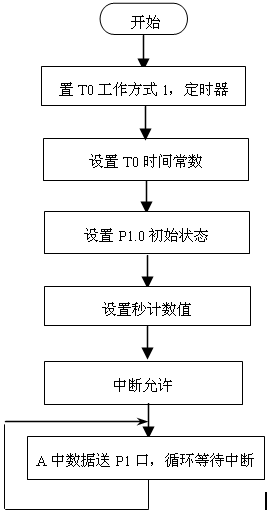 开始
置 T0 工作方式 1，定时器
设置 T0 时间常数
设置 P1.0 初始状态
设置秒计数值
中断允许
A 中数据送 P1 口，循环等待中断